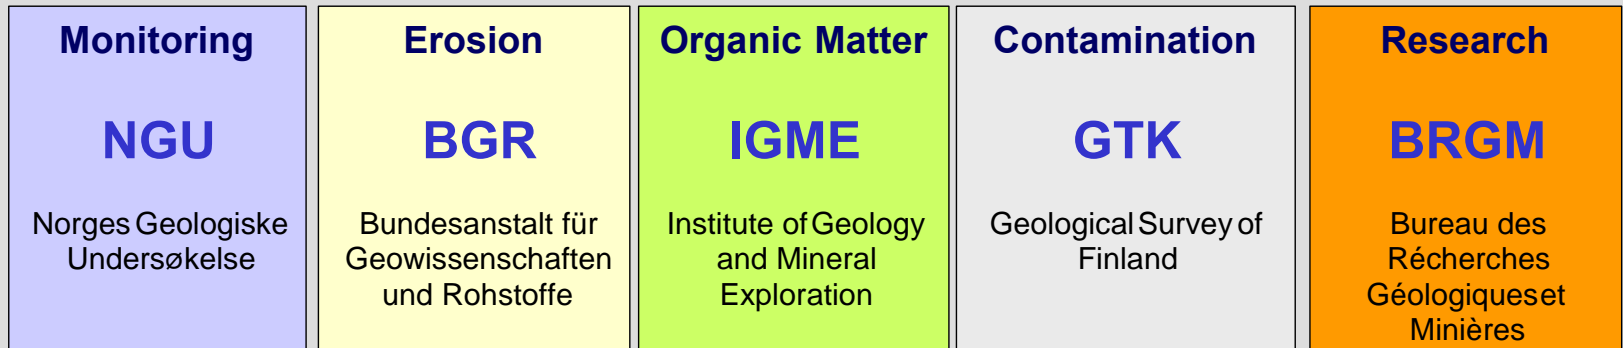 Monitoring
NGU
Norges Geologiske
Undersøkelse
Erosion
BGR
Bundesanstalt für
Geowissenschaften
und Rohstoffe
Organic Matter
IGME
Institute of Geology
and Mineral
Exploration
Contamination
GTK
Geological Survey of
Finland
Research
BRGM
Bureau des
Récherches
Géologiques et
Minières